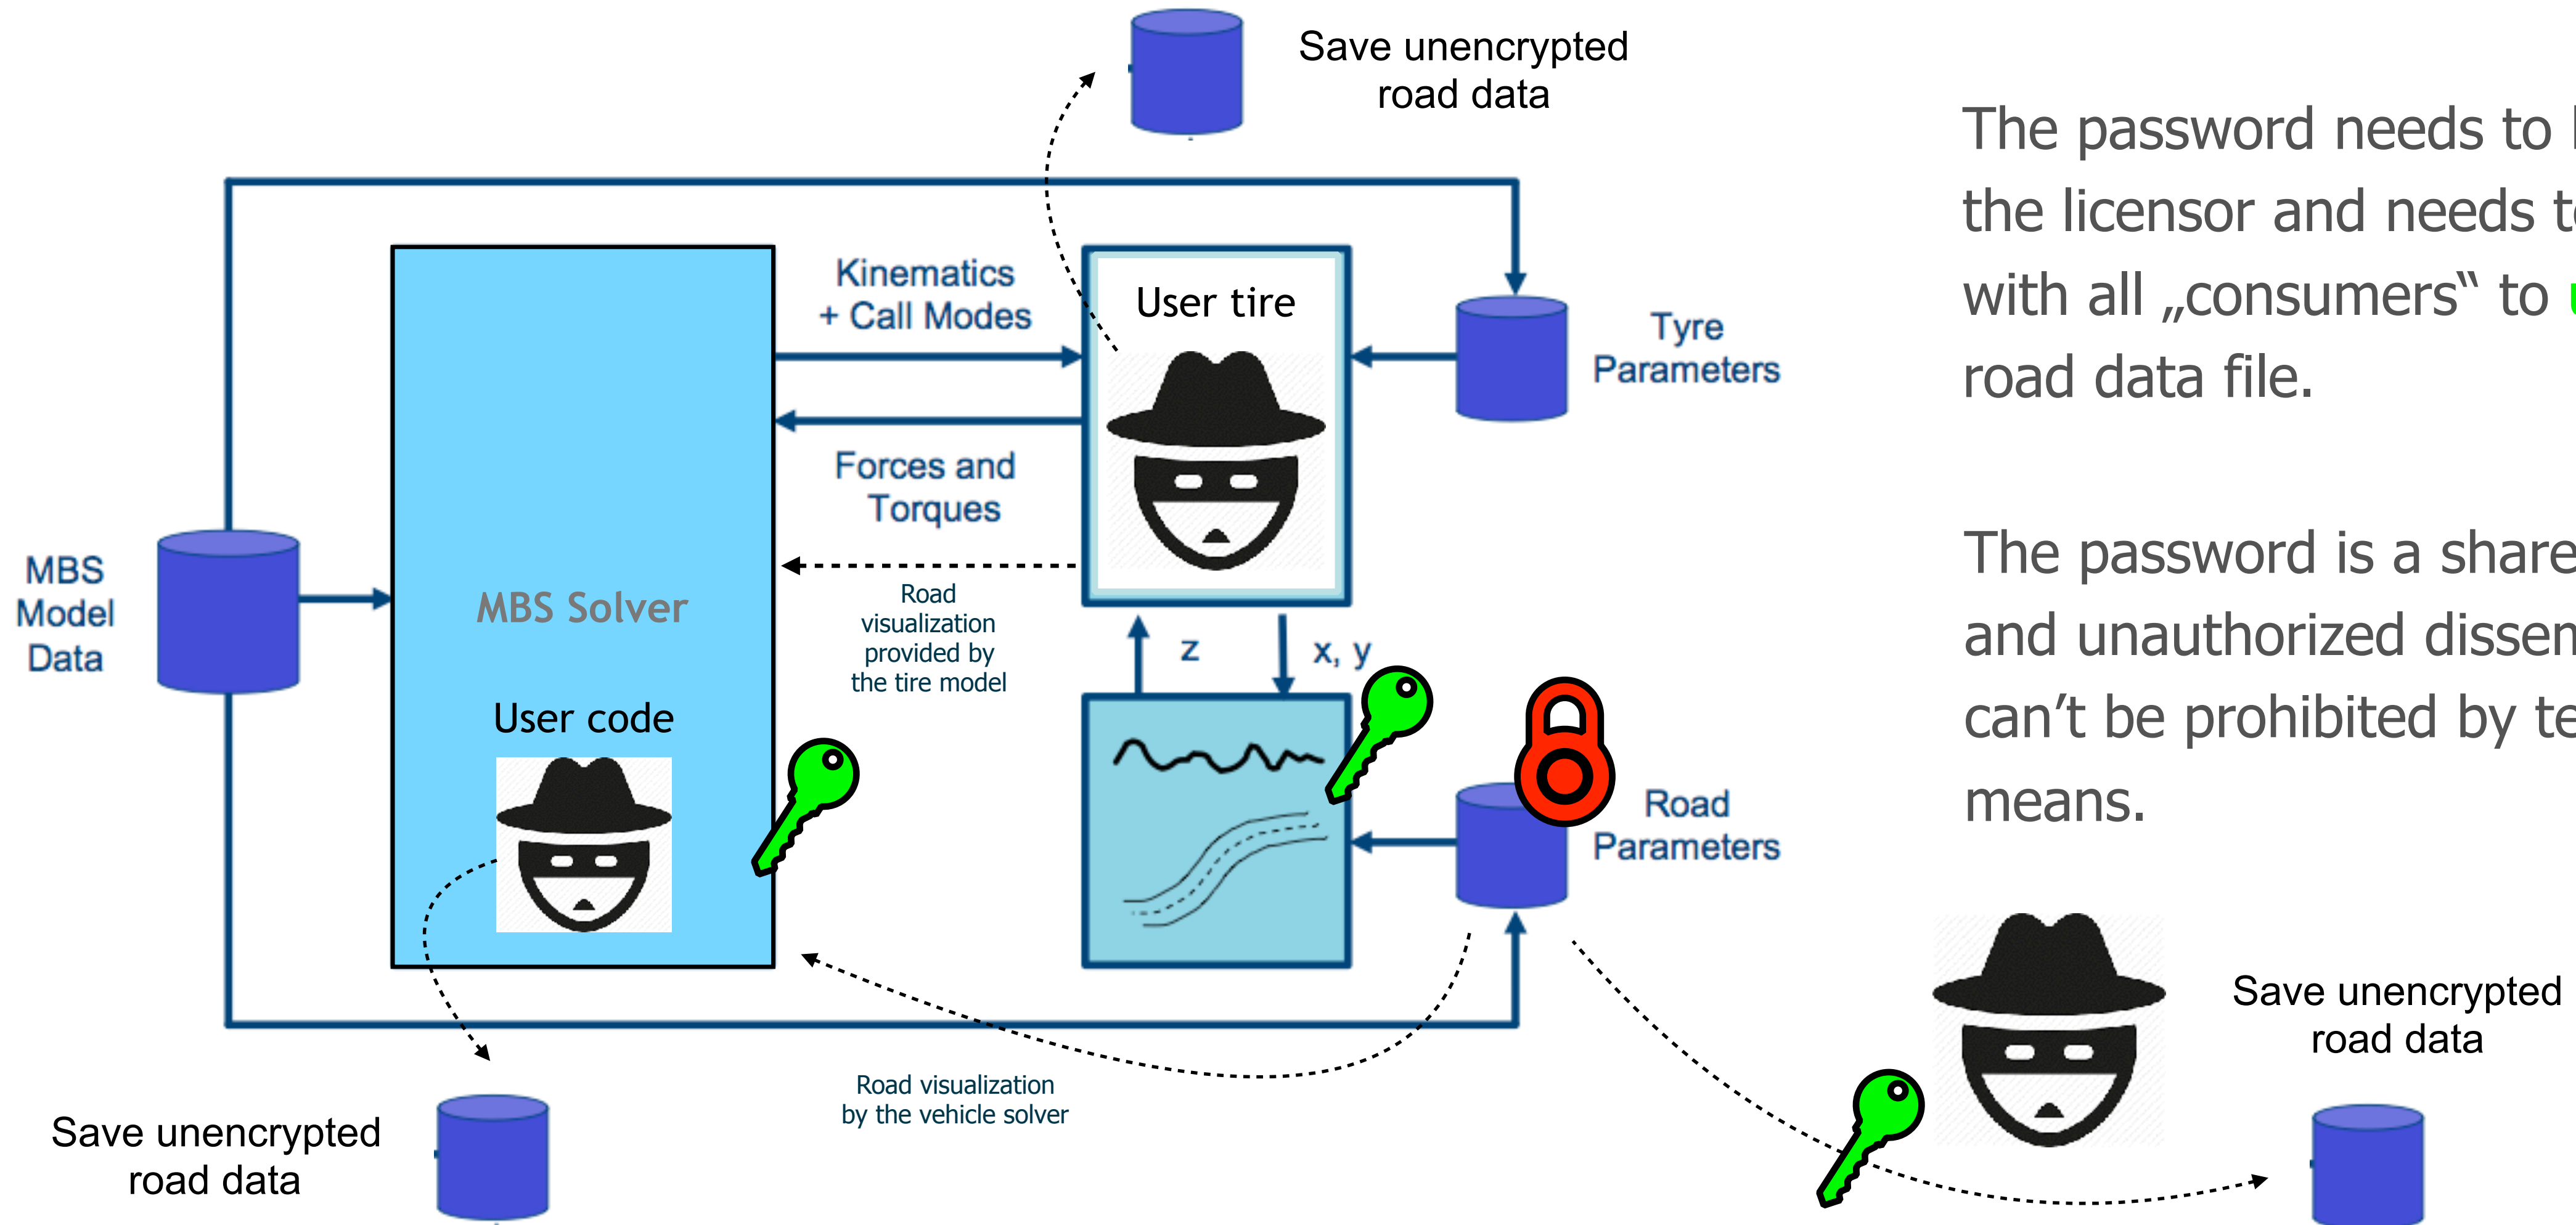 Save unencrypted
road data
The password needs to
the licensor and needs
with all „consumers“ to
road data file.
The password is a
and unauthorized
can’t be prohibited by
means.
Kinematics
+ Call Modes
User tire
Tyre
Parameters
Forces and
Torques
MBS
Model
Data
MBS Solver
Road
visualization
provided by
the tire model
z
x, y
User code
Road
Parameters
Save unencrypted
road data
Road visualization
by the vehicle solver
Save unencrypted
road data